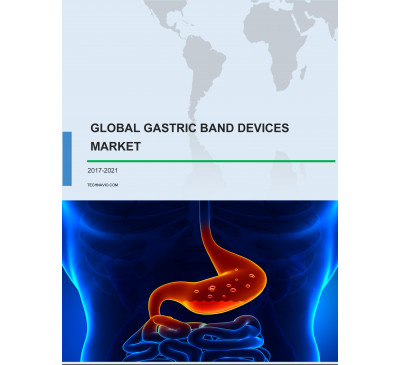 GLOBAL GASTRIC BAND DEVICES
MARKET
2017-2021
TECHNAVIO.COM